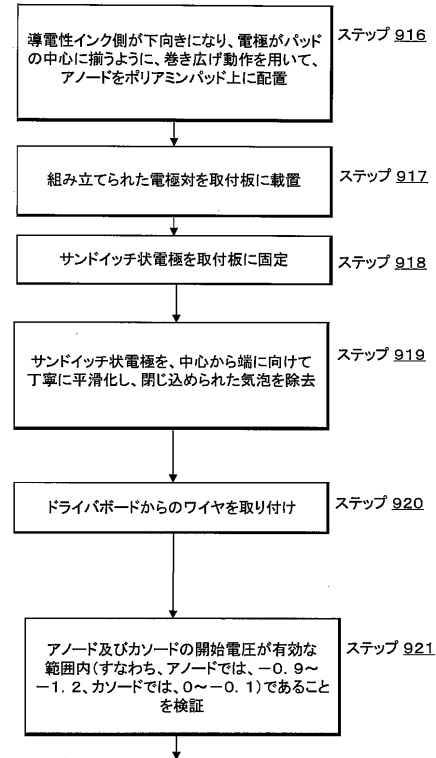 導電性インク側が下向きになり、電極がパッド
の中心に揃うように、巻き広げ動作を用いて、
アノードをポリアミンパッド上に配置
ステップ 916
組み立てられた電極対を取付板に載置
ステップ 917
サンドイッチ状電極を取付板に固定
ステップ 918
サンドイッチ状電極を、中心から端に向けて
丁寧に平滑化し、閉じ込められた気泡を除去
ステップ 919
ドライバボードからのワイヤを取り付け
ステップ 920
アノード及びカソードの開始電圧が有効な
範囲内(すなわち、アノードでは、－0．9～
－1．2、カソードでは、0～－0．1)であること
を検証
ステップ 921